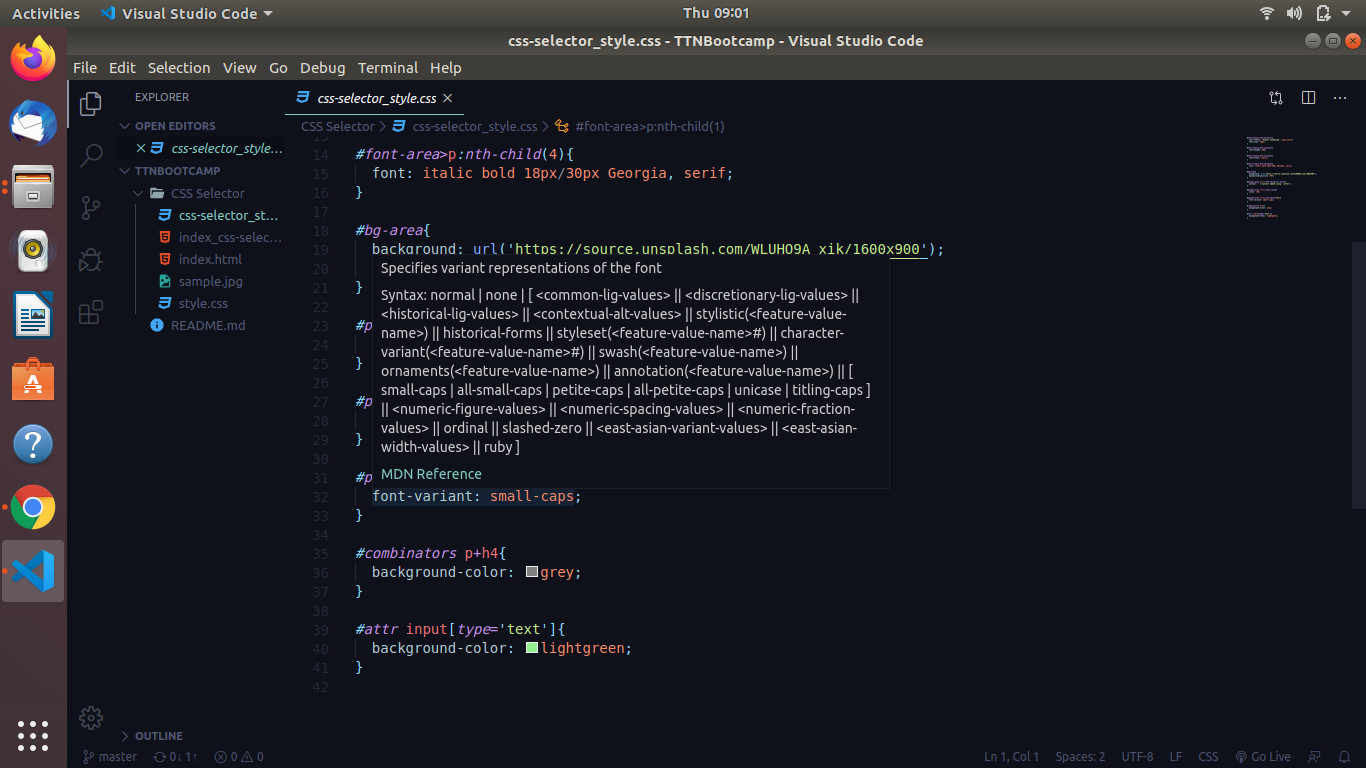 Activities Visual Studio Code Thu 09:01
css-selector_style.css - TTNBootcamp - Visual Studio Code
File Edit Selection View Go Debug Terminal Help
EXPLORER
OPEN EDITORS
css-selector_style...
TTNBOOTCAMP
CSS Selector
css-selector_st...
index_css-selec...
index.html
sample.jpg
style.css
README.md
OUTLINE
css-selector_style.css
CSS Selector > css-selector_style.css > #font-area>p:nth-child(1)
14 #font-area>p:nth-child(4){
15 font: italic bold 18px/30px Georgia, serif;
16 }
17
18 #bg-area{
19 background: url('https://source.unsplash.com/WLUHO9A_xik/1600x900');
20
21 }
22
23 #p
24
25 }
26
27 #p
28
29 }
30
31 #p
Specifies variant representations of the font
Syntax: normal | none | [ <common-lig-values> || <discretionary-lig-values> ||
<historical-lig-values> || <contextual-alt-values> || stylistic(<feature-value-
name>) || historical-forms || styleset(<feature-value-name>#) || character-
variant(<feature-value-name>#) || swash(<feature-value-name>) ||
ornaments(<feature-value-name>) || annotation(<feature-value-name>) || [
small-caps | all-small-caps | petite-caps | all-petite-caps | unicase | titling-caps ]
|| <numeric-figure-values> || <numeric-spacing-values> || <numeric-fraction-
values> || ordinal || slashed-zero || <east-asian-variant-values> || <east-asian-
width-values> || ruby ]
MDN Reference
32 font-variant: small-caps;
33 }
34
35 #combinators p+h4{
36 background-color: grey;
37 }
38
39 #attr input[type='text']{
40 background-color: lightgreen;
41 }
42
master 0↓ 1↑ 0 0 Ln 1, Col 1 Spaces: 2 UTF-8 LF CSS Go Live